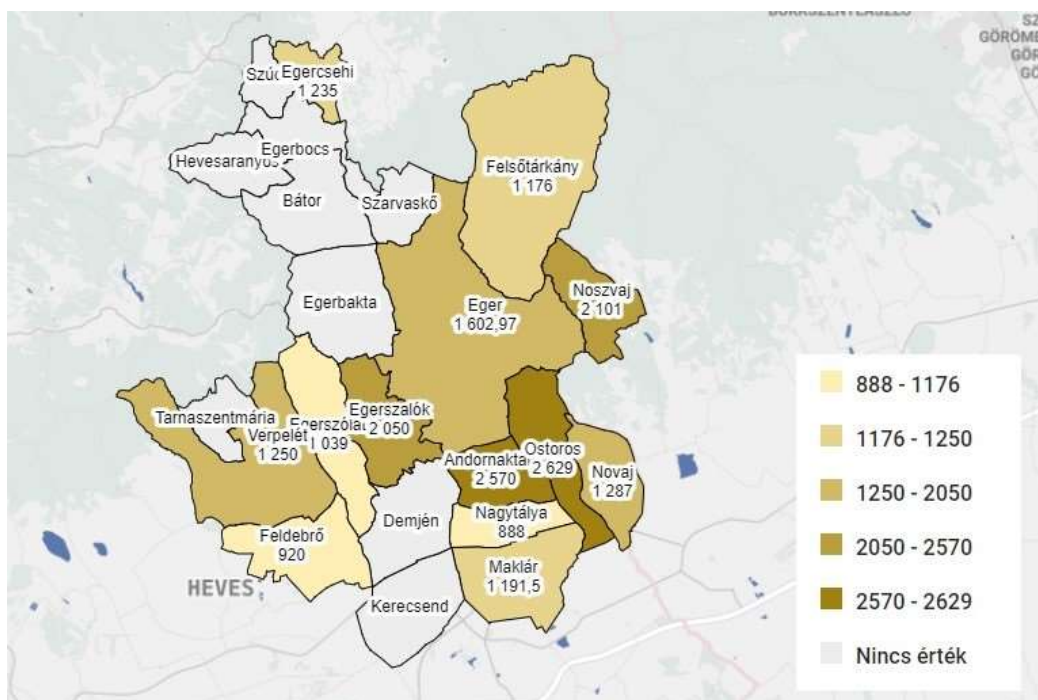 Egercsehi
1 235
Egerbocs
Hevesaranyos
Bátor
Szarvaskő
Felsőtárkány
1 176
Egerbakta
Eger
1 602,97
Noszvaj
2 101
Tarnaszentmária
Verpelét
1 250
1 039
Egerszalók
2 050
Andornakta
2 570
Ostoros
2 629
Novaj
1 287
Nagytálya
888
Demjén
Feldebrő
920
Maklár
1 191,5
Kerecsend
HEVES
888 - 1176
1176 - 1250
1250 - 2050
2050 - 2570
2570 - 2629
Nincs érték